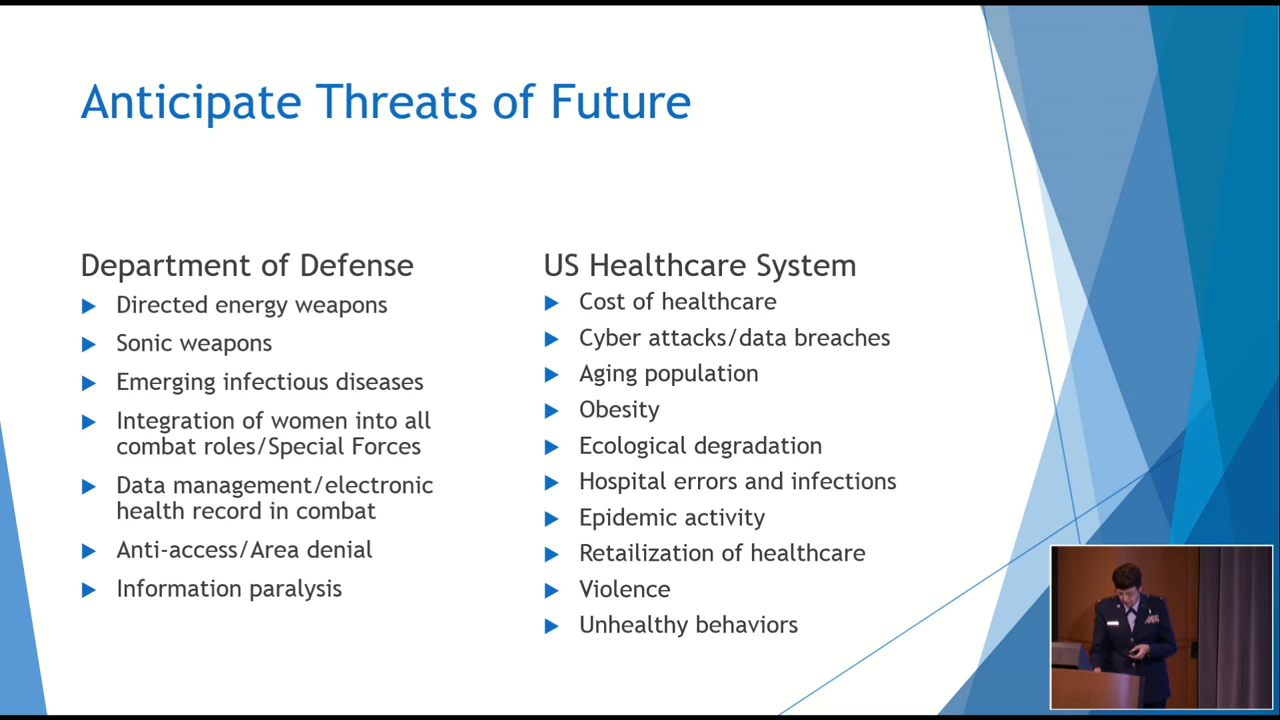 Anticipate Threats of Future
Department of Defense
Directed energy weapons
Sonic weapons
Emerging infectious diseases
Integration of women into all
combat roles/Special Forces
Data management/electronic
health record in combat
Anti-access/Area denial
Information paralysis
US Healthcare System
Cost of healthcare
Cyber attacks/data breaches
Aging population
Obesity
Ecological degradation
Hospital errors and infections
Epidemic activity
Retailization of healthcare
Violence
Unhealthy behaviors